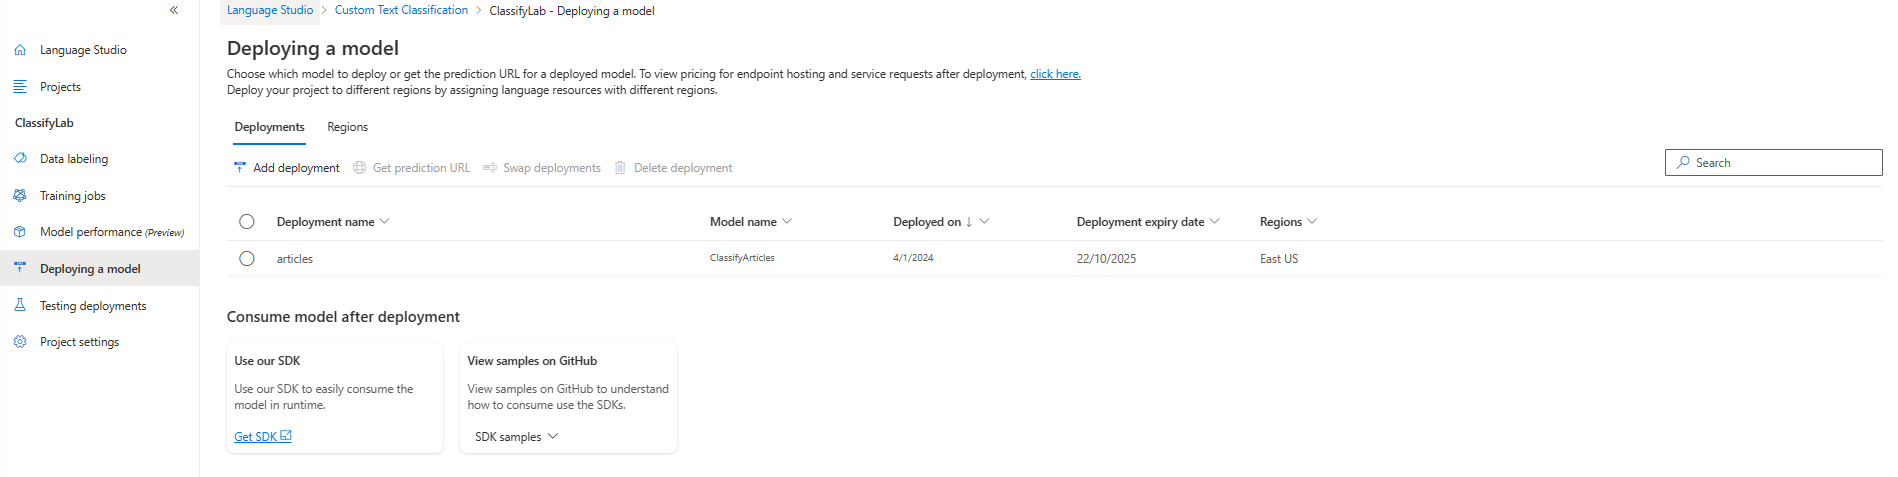 Language Studio > Custom Text Classification > ClassifyLab - Deploying a model
Language Studio
Projects
ClassifyLab
Data labeling
Training jobs
Model performance (Preview)
Deploying a model
Testing deployments
Project settings
Deploying a model
Choose which model to deploy or get the prediction URL for a deployed model. To view pricing for endpoint hosting and service requests after deployment, click here.
Deploy your project to different regions by assigning language resources with different regions.
Deployments Regions
Add deployment Get prediction URL Swap deployments Delete deployment Search
Deployment name Model name Deployed on ↓ Deployment expiry date Regions
articles ClassifyArticles 4/1/2024 22/10/2025 East US
Consume model after deployment
Use our SDK
Use our SDK to easily consume the
model in runtime.
Get SDK
View samples on GitHub
View samples on GitHub to understand
how to consume use the SDKs.
SDK samples